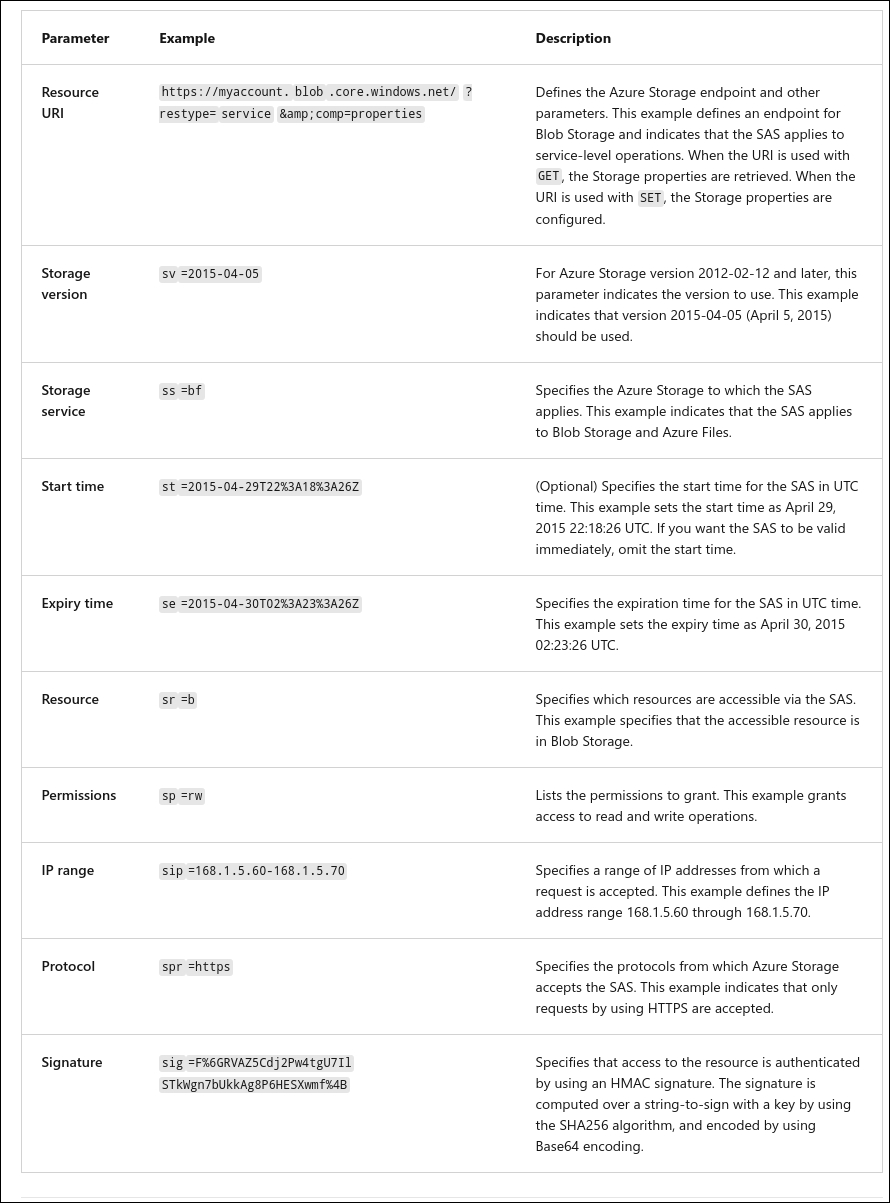 Parameter Example Description
Resource URI
https://myaccount. blob .core.windows.net/ ?
restype= service &amp;comp=properties
Defines the Azure Storage endpoint and other
parameters. This example defines an endpoint for
Blob Storage and indicates that the SAS applies to
service-level operations. When the URI is used with
GET, the Storage properties are retrieved. When the
URI is used with SET, the Storage properties are
configured.
Storage
version
sv =2015-04-05
For Azure Storage version 2012-02-12 and later, this
parameter indicates the version to use. This example
indicates that version 2015-04-05 (April 5, 2015)
should be used.
Storage
service
ss =bf
Specifies the Azure Storage to which the SAS
applies. This example indicates that the SAS applies
to Blob Storage and Azure Files.
Start time
st =2015-04-29T22%3A18%3A26Z
(Optional) Specifies the start time for the SAS in UTC
time. This example sets the start time as April 29,
2015 22:18:26 UTC. If you want the SAS to be valid
immediately, omit the start time.
Expiry time
se =2015-04-30T02%3A23%3A26Z
Specifies the expiration time for the SAS in UTC time.
This example sets the expiry time as April 30, 2015
02:23:26 UTC.
Resource
sr =b
Specifies which resources are accessible via the SAS.
This example specifies that the accessible resource is
in Blob Storage.
Permissions
sp =rw
Lists the permissions to grant. This example grants
access to read and write operations.
IP range
sip =168.1.5.60-168.1.5.70
Specifies a range of IP addresses from which a
request is accepted. This example defines the IP
address range 168.1.5.60 through 168.1.5.70.
Protocol
spr =https
Specifies the protocols from which Azure Storage
accepts the SAS. This example indicates that only
requests by using HTTPS are accepted.
Signature
sig =F%6GRVAZ5Cdj2Pw4tgU7Il
STkWgn7bUkkAg8P6HESXwmf%4B
Specifies that access to the resource is authenticated
by using an HMAC signature. The signature is
computed over a string-to-sign with a key by using
the SHA256 algorithm, and encoded by using
Base64 encoding.